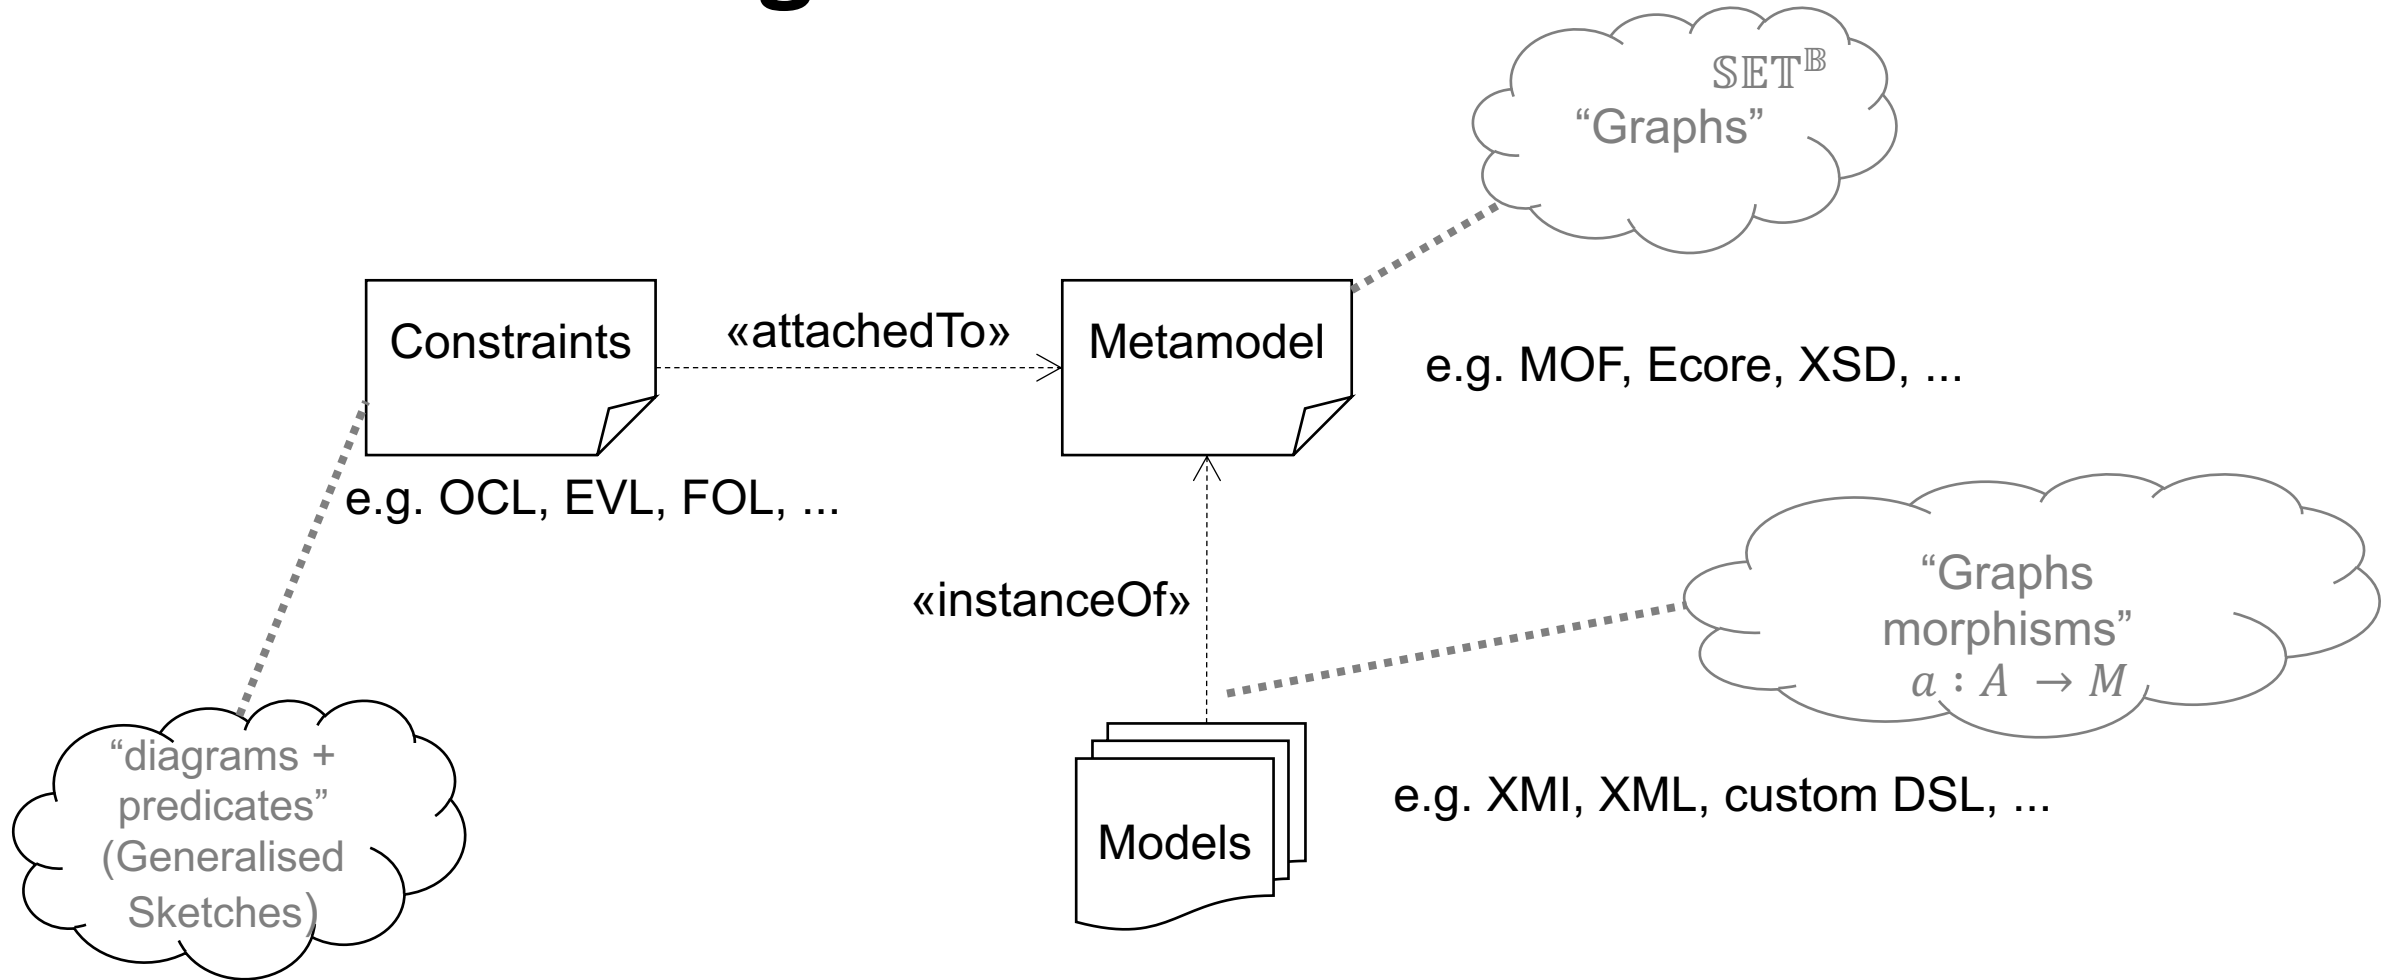 𝕊𝔼𝕋^𝔹
“Graphs”
Constraints
«attachedTo»
Metamodel
e.g. MOF, Ecore, XSD, ...
e.g. OCL, EVL, FOL, ...
«instanceOf»
“Graphs
morphisms”
a : A → M
“diagrams +
predicates”
(Generalised
Sketches)
Models
e.g. XMI, XML, custom DSL, ...